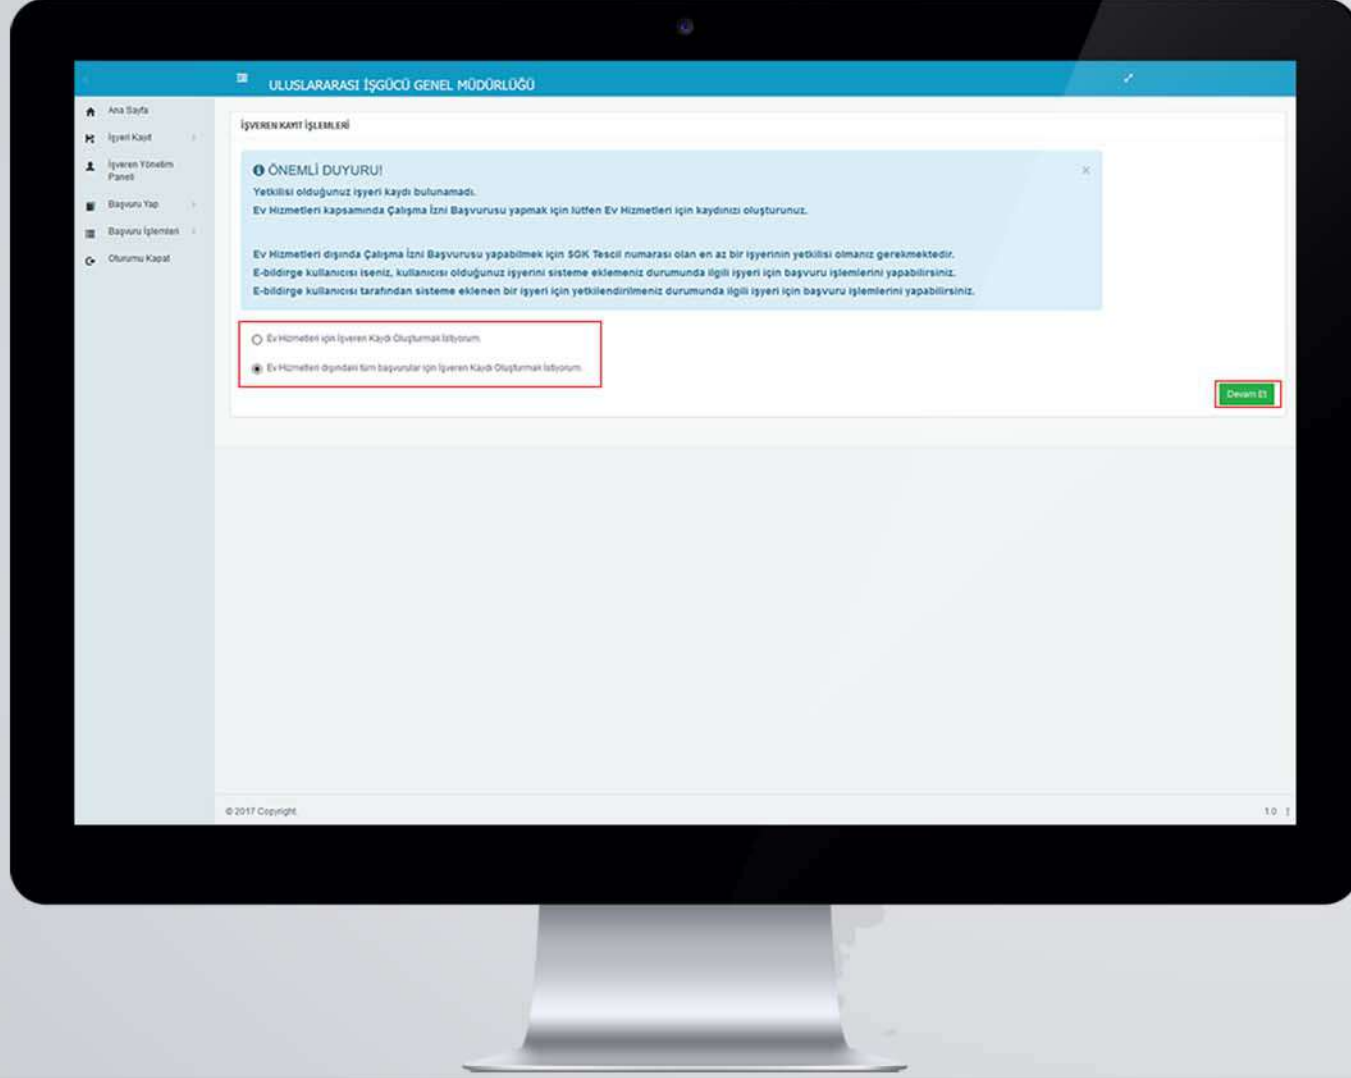 ULUSLARARASI İŞGÜCÜ GENEL MÜDÜRLÜĞÜ
Ana Sayfa
İşyeri Kayıt
İşveren Yönetim
Paneli
Başvuru Yap
Başvuru İşlemleri
Oturumu Kapat
İŞVEREN KAYIT İŞLEMLERİ
ÖNEMLİ DUYURU!
×
Yetkilisi olduğunuz işyeri kaydı bulunamadı.
Ev Hizmetleri kapsamında Çalışma İzni Başvurusu yapmak için lütfen Ev Hizmetleri için kaydınızı oluşturunuz.
Ev Hizmetleri dışında Çalışma İzni Başvurusu yapabilmek için SGK Tescil numarası olan en az bir işyerinin yetkilisi olmanız gerekmektedir.
E-bildirge kullanıcısı iseniz, kullanıcısı olduğunuz işyerini sisteme eklemeniz durumunda ilgili işyeri için başvuru işlemlerini yapabilirsiniz.
E-bildirge kullanıcısı tarafından sisteme eklenen bir işyeri için yetkilendirilmeniz durumunda ilgili işyeri için başvuru işlemlerini yapabilirsiniz.
Ev Hizmetleri için İşveren Kaydı Oluşturmak İstiyorum.
Ev Hizmetleri dışındaki tüm başvurular için İşveren Kaydı Oluşturmak İstiyorum.
Devam Et
© 2017 Copyright.
1.0